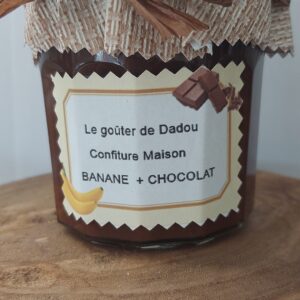 Le goûter de Dadou
Confiture Maison
BANANE + CHOCOLAT